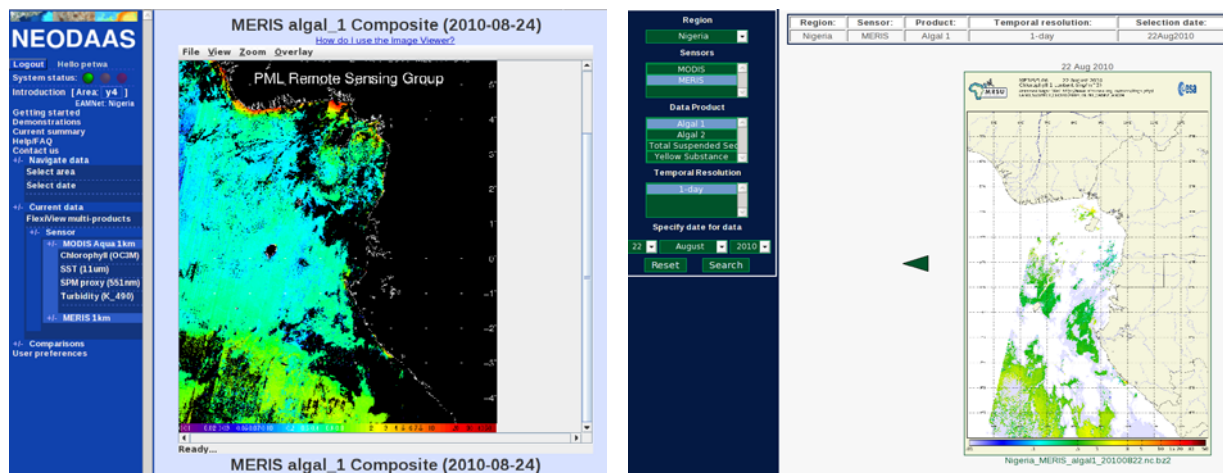 NEODAAS
Logout Hello petwa
System status:
Introduction [ Area: y4 ]
EAMNet: Nigeria
Getting started
Demonstrations
Current summary
Help/FAQ
Contact us
+/- Navigate data
Select area
Select date
+/- Current data
FlexiView multi-products
+/- Sensor
+/- MODIS Aqua 1km
Chlorophyll (OC3M)
SST (11um)
SPM proxy (551nm)
Turbidity (K_490)
+/- MERIS 1km
+/- Comparisons
User preferences
MERIS algal_1 Composite (2010-08-24)
How do I use the Image Viewer?
File View Zoom Overlay
PML Remote Sensing Group
Ready...
MERIS algal_1 Composite (2010-08-24)
Region
Nigeria
Sensors
MODIS
MERIS
Data Product
Algal 1
Algal 2
Total Suspended Sed
Yellow Substance
Temporal Resolution
1-day
Specify date for data
22 August 2010
Reset Search
Region: Sensor: Product: Temporal resolution: Selection date:
Nigeria MERIS Algal 1 1-day 22Aug2010
22 Aug 2010
MESU
esa
Nigeria_MERIS_algal1_20100822.nc.bz2